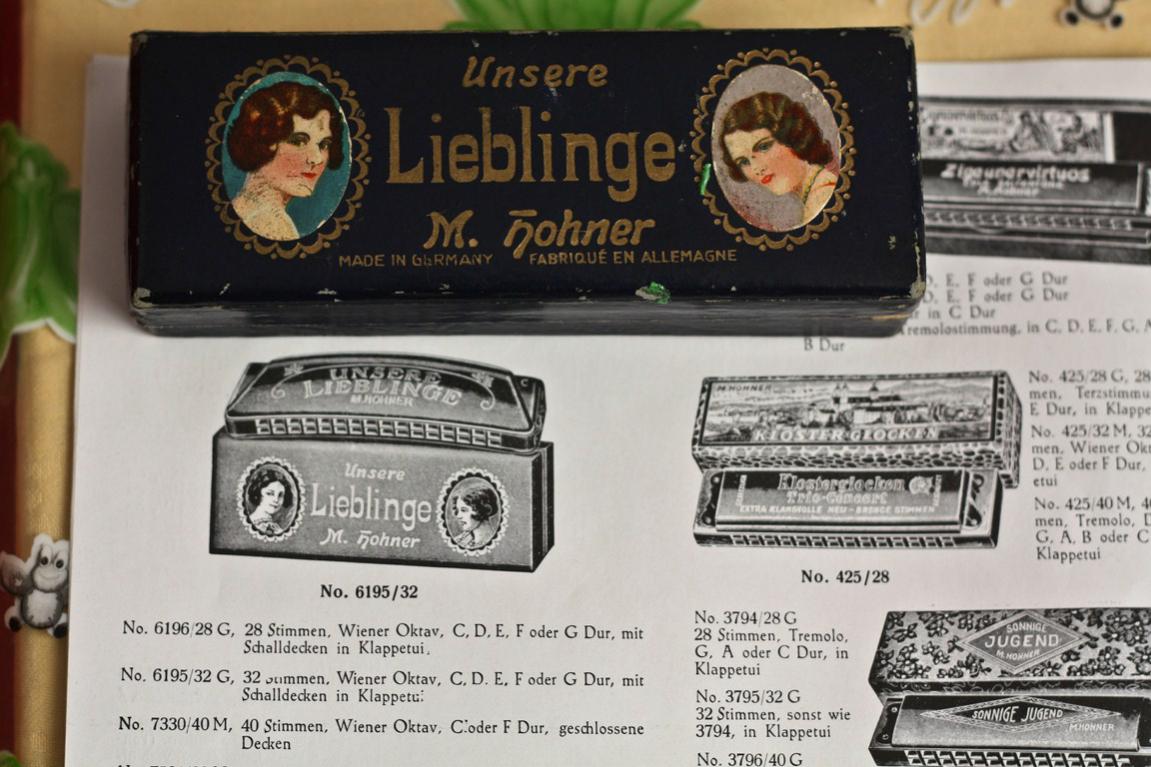 Unsere
Lieblinge
M. Hohner
MADE IN GERMANY FABRIQUÉ EN ALLEMAGNE
Zigeunervirtuos
D, E, F oder G Dur
D, E, F oder G Dur
in C Dur
Tremolostimmung, in C, D, E, F, G, A
B Dur
UNSERE
LIEBLINGE
M. HOHNER
C
Unsere
Lieblinge
M. Hohner
No. 6195/32
No. 6196/28 G, 28 Stimmen, Wiener Oktav, C, D, E, F oder G Dur, mit
Schalldecken in Klappetui.
No. 6195/32 G, 32 Stimmen, Wiener Oktav, C, D, E, F oder G Dur, mit
Schalldecken in Klappetui
No. 7330/40 M, 40 Stimmen, Wiener Oktav, C oder F Dur, geschlossene
Decken
M. HOHNER
KLOSTER-GLOCKEN
Klosterglocken
Trio-Concert
EXTRA KLANGVOLLE NEU-BRONCE STIMMEN
No. 425/28
No. 425/28 G, 28
men, Terzstimmu
E Dur, in Klappe
No. 425/32 M, 32
men, Wiener Okt
D, E oder F Dur,
etui
No. 425/40 M, 40
men, Tremolo, D
G, A, B oder C
Klappetui
No. 3794/28 G
28 Stimmen, Tremolo,
G, A oder C Dur, in
Klappetui
No. 3795/32 G
32 Stimmen, sonst wie
3794, in Klappetui
No. 3796/40 G
SONNIGE
JUGEND
M. HOHNER
SONNIGE JUGEND
M. HOHNER